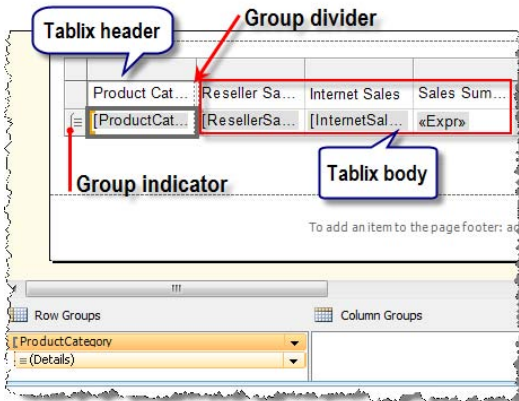 Group divider
Tablix header
Product Cat... Reseller Sa... Internet Sales Sales Sum...
[ProductCat... [ResellerSa... [InternetSal... «Expr»
Group indicator
Tablix body
To add an item to the page footer: ad
Row Groups
Column Groups
[ ProductCategory
≡ (Details)